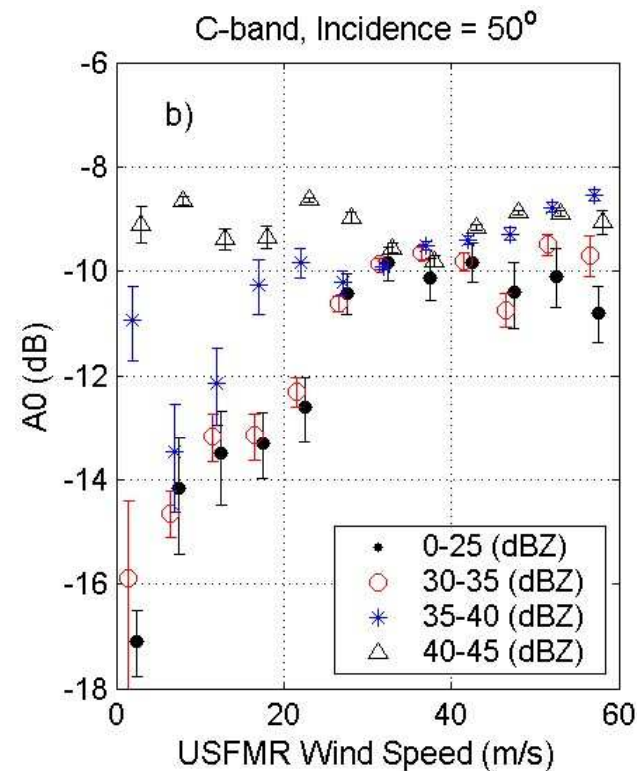 C-band, Incidence = 50°
b)
A0 (dB)
-6
-8
-10
-12
-14
-16
-18
0-25 (dBZ)
30-35 (dBZ)
35-40 (dBZ)
40-45 (dBZ)
0 20 40 60
USFMR Wind Speed (m/s)